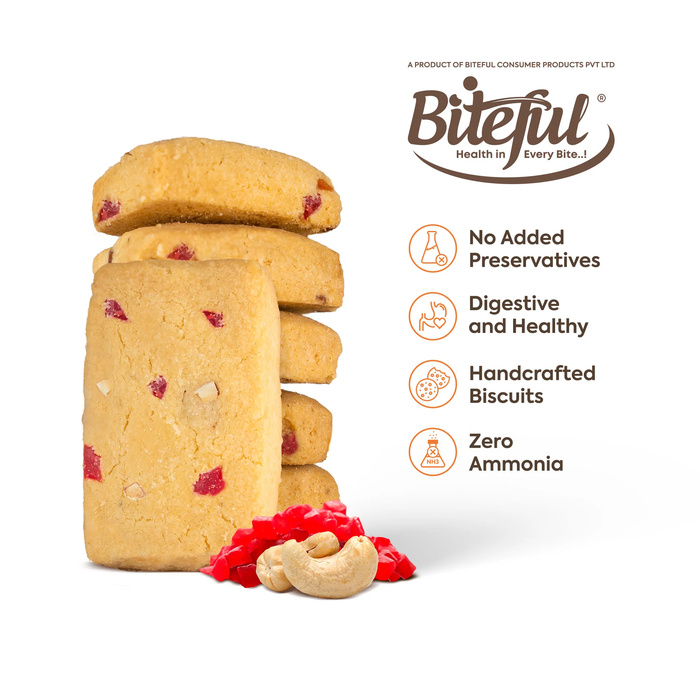 A PRODUCT OF BITEFUL CONSUMER PRODUCTS PVT LTD
Biteful ®
Health in Every Bite..!
No Added
Preservatives
Digestive
and Healthy
Handcrafted
Biscuits
NH3
Zero
Ammonia